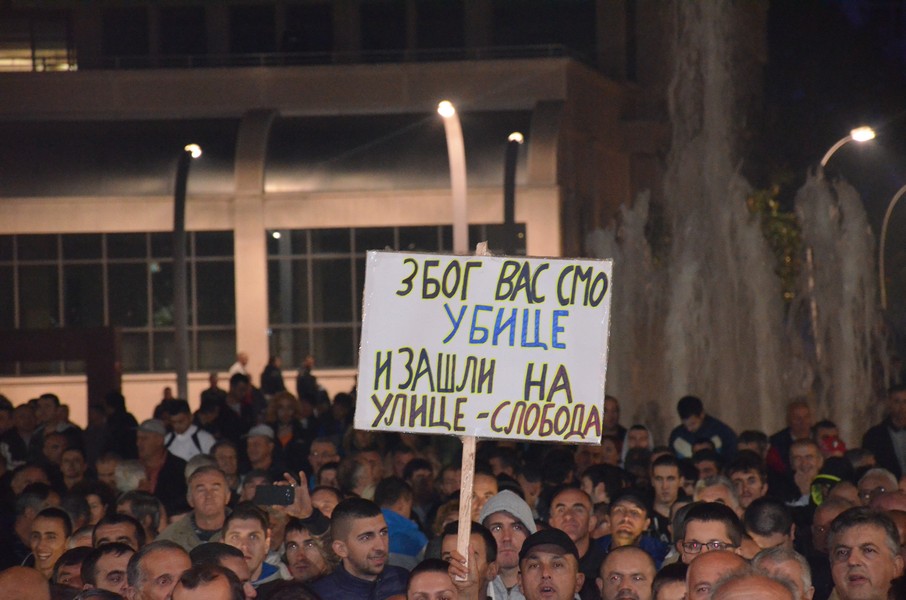 ЗБОГ ВАС СМО
УБИЦЕ
ИЗАШЛИ НА
УЛИЦЕ - СЛОБОДА